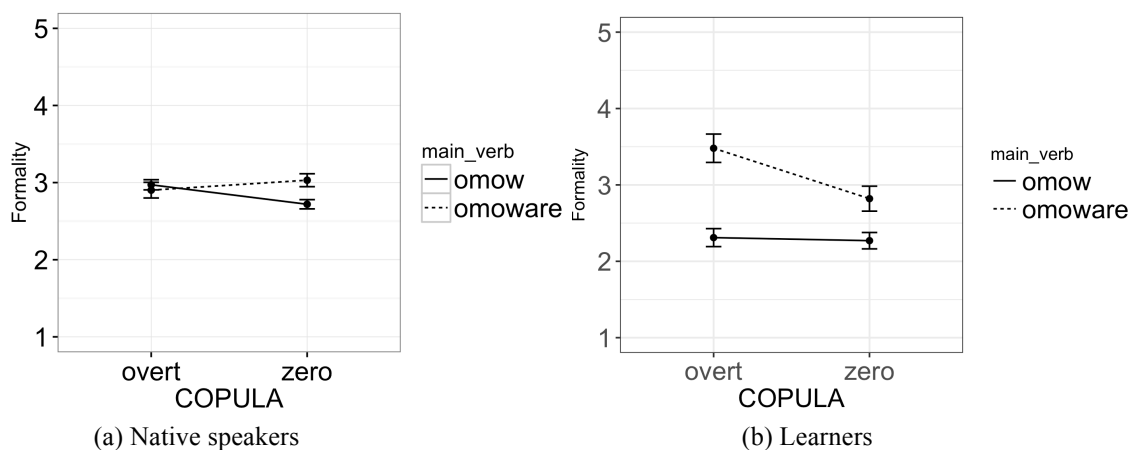 5
4
3
2
1
Formality
overt zero
COPULA
main_verb
omow
omoware
(a) Native speakers
5
4
3
2
1
Formality
overt zero
COPULA
main_verb
omow
omoware
(b) Learners